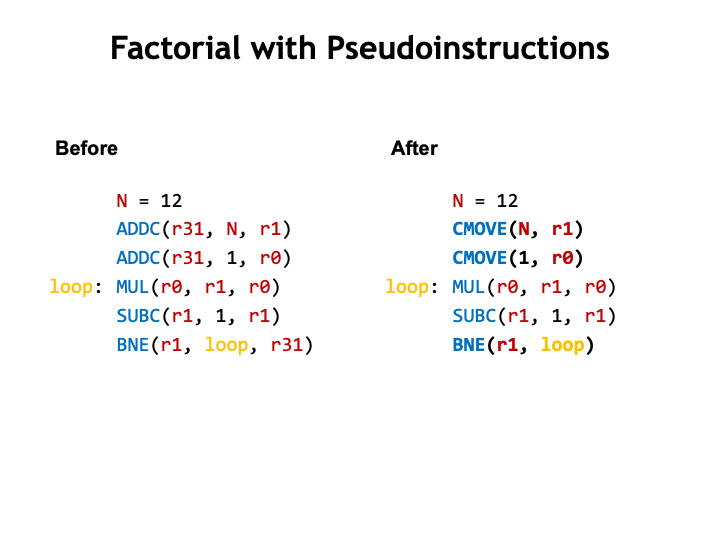 Factorial with Pseudoinstructions
Before
N = 12
ADDC(r31, N, r1)
ADDC(r31, 1, r0)
loop: MUL(r0, r1, r0)
SUBC(r1, 1, r1)
BNE(r1, loop, r31)
After
N = 12
CMOVE(N, r1)
CMOVE(1, r0)
loop: MUL(r0, r1, r0)
SUBC(r1, 1, r1)
BNE(r1, loop)